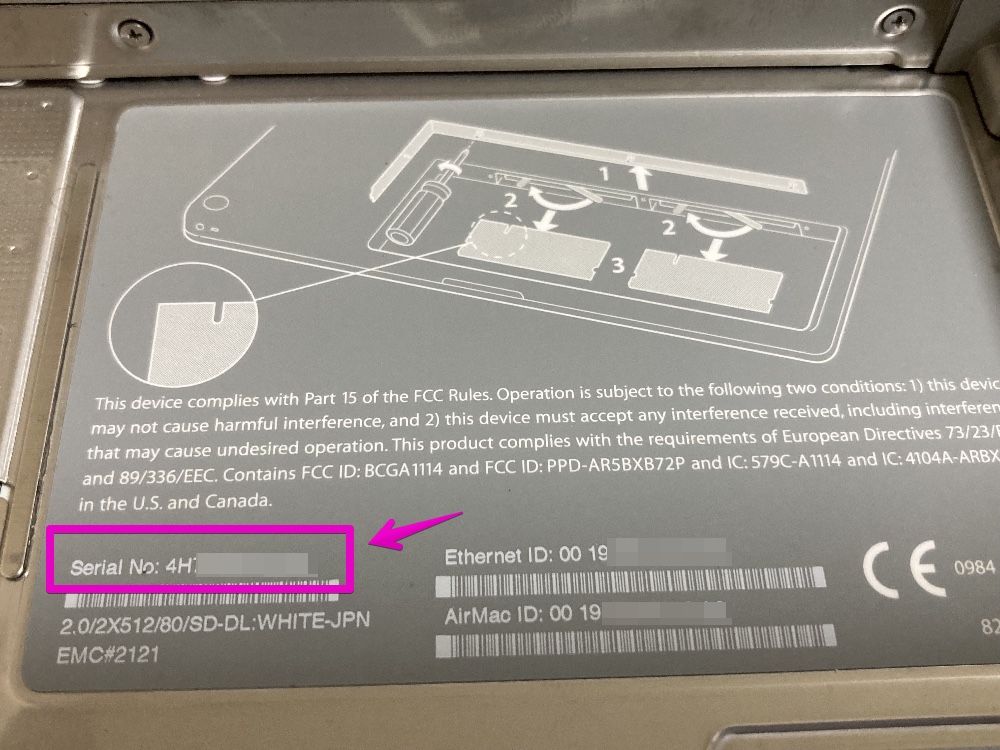 1
2
2
3
This device complies with Part 15 of the FCC Rules. Operation is subject to the following two conditions: 1) this devic
may not cause harmful interference, and 2) this device must accept any interference received, including interferen
that may cause undesired operation. This product complies with the requirements of European Directives 73/23/
and 89/336/EEC. Contains FCC ID: BCGA1114 and FCC ID: PPD-AR5BXB72P and IC: 579C-A1114 and IC: 4104A-ARBX
in the U.S. and Canada.
Serial No: 4H
Ethernet ID: 00 19
CE 0984
2.0/2X512/80/SD-DL:WHITE-JPN
AirMac ID: 00 19
EMC#2121
82